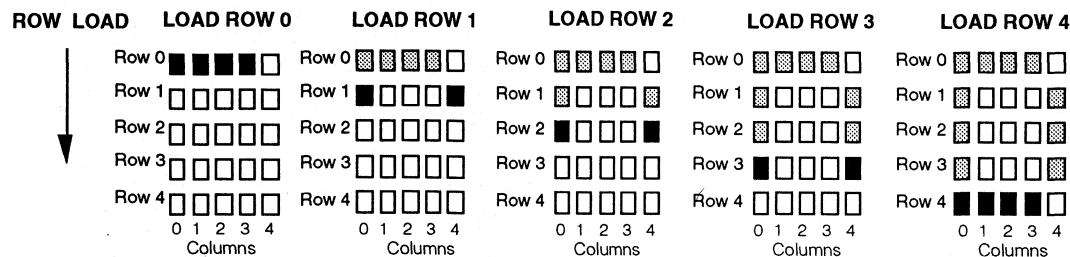 ROW LOAD LOAD ROW 0 LOAD ROW 1 LOAD ROW 2 LOAD ROW 3 LOAD ROW 4
Row 0 Row 0 Row 0 Row 0 Row 0
Row 1 Row 1 Row 1 Row 1 Row 1
Row 2 Row 2 Row 2 Row 2 Row 2
Row 3 Row 3 Row 3 Row 3 Row 3
Row 4 Row 4 Row 4 Row 4 Row 4
0 1 2 3 4 0 1 2 3 4 0 1 2 3 4 0 1 2 3 4 0 1 2 3 4
Columns Columns Columns Columns Columns